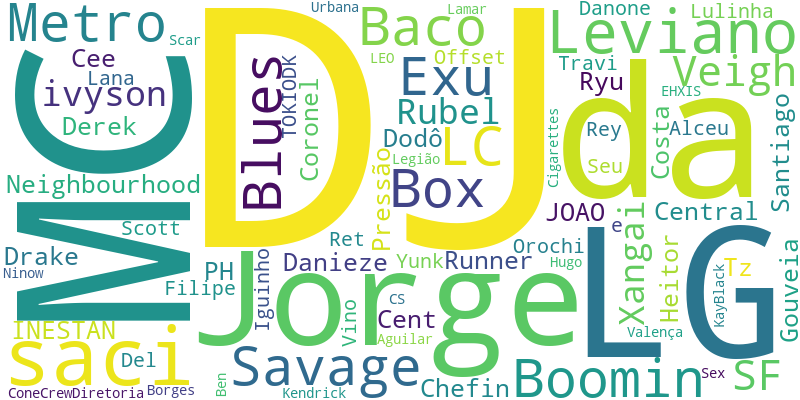 Metro
Urbana
DJ
Baco
Lamar
Leviano
Danone
Lulinha
Scar
Cee
Lana
ivyson
Derek
MC
Blues
TOKIODK
Coronel
LEO
Offset
Exu
Rubel
Dodô
LC
Legião
Box
Pressão
Cigarettes
Travi
Ryu
Veigh
EHXIS
da
Rey
Seu
Costa
Alceu
Santiago
Neighbourhood
Scott
Drake
Ninow
PH
Filipe
Iguinho
Ret
Danieze
Yunk
Runner
Orochi
Hugo
JOAO
e
Central
Xangai
Heitor
LG
KayBlack
Tz
Gouveia
Valença
Jorge
INESTAN
saci
Del
ConeCrewDiretoria
Borges
Ben
Savage
Kendrick
Vino
CS
Cent
Aguilar
Chefin
Boomin
Sex
SF